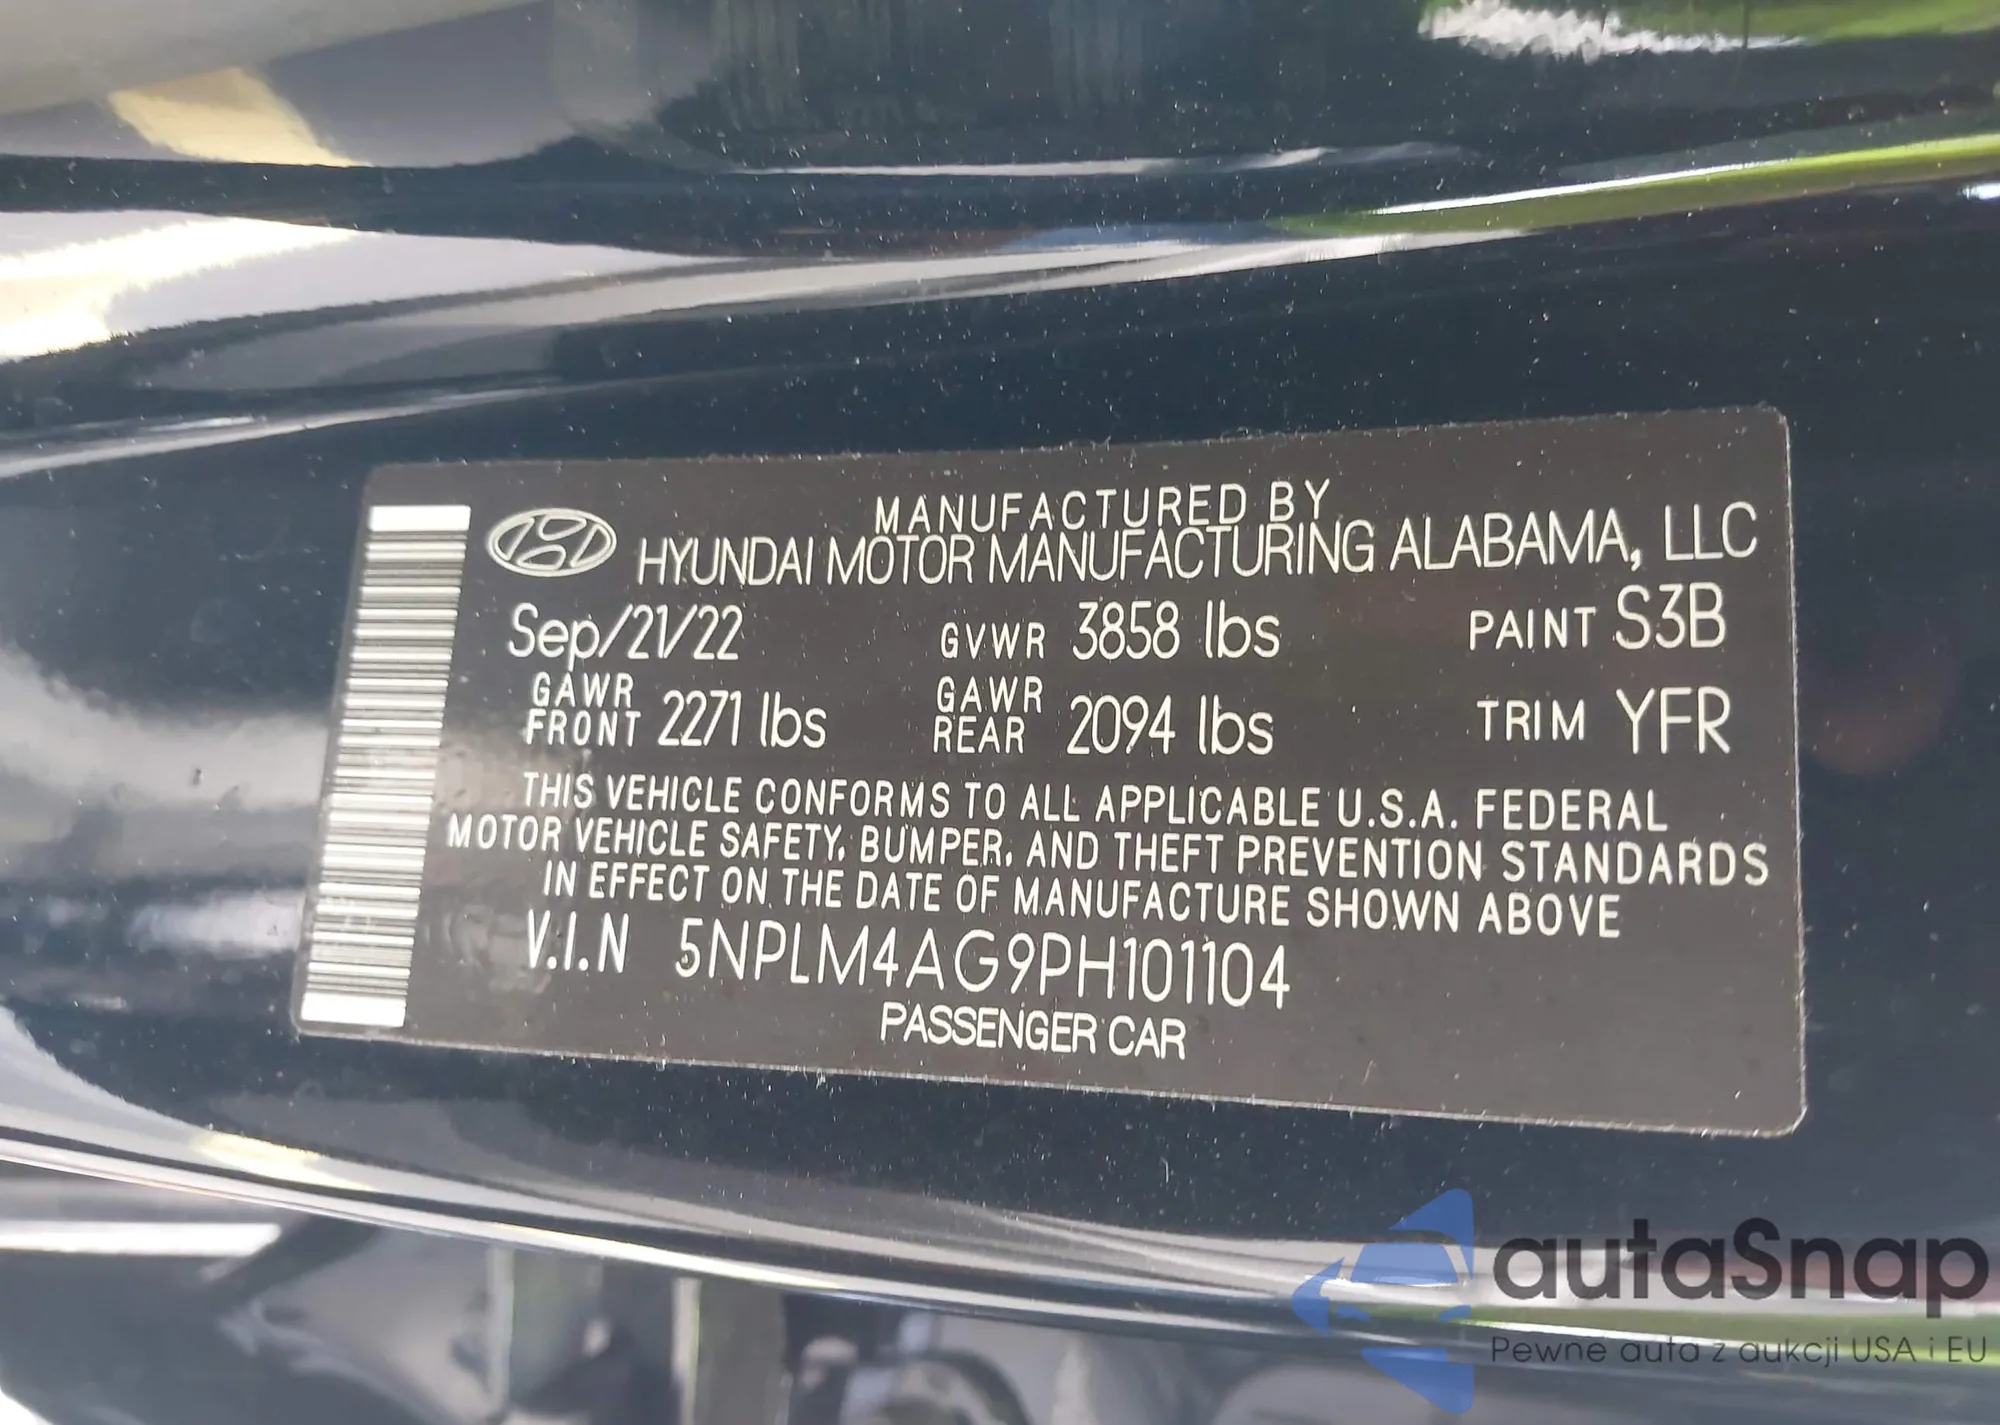 MANUFACTURED BY
HYUNDAI MOTOR MANUFACTURING ALABAMA, LLC
Sep/21/22 GVWR 3858 lbs PAINT S3B
GAWR FRONT 2271 lbs GAWR REAR 2094 lbs TRIM YFR
THIS VEHICLE CONFORMS TO ALL APPLICABLE U.S.A. FEDERAL
MOTOR VEHICLE SAFETY, BUMPER, AND THEFT PREVENTION STANDARDS
IN EFFECT ON THE DATE OF MANUFACTURE SHOWN ABOVE
V.I.N 5NPLM4AG9PH101104
PASSENGER CAR
autaSnap
Pewne auta z aukcji USA i EU